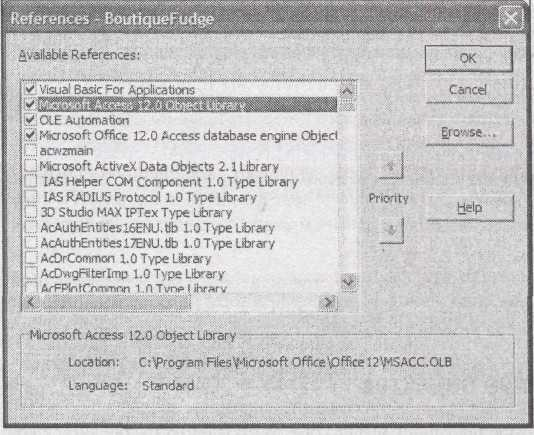 References - BoutiqueFudge
Available References:
OK
Visual Basic For Applications
Cancel
Microsoft Access 12.0 Object Library
OLE Automation
Microsoft Office 12.0 Access database engine Object
Browse...
acwzmain
Microsoft ActiveX Data Objects 2.1 Library
IAS Helper COM Component 1.0 Type Library
IAS RADIUS Protocol 1.0 Type Library
Priority
3D Studio MAX IPTex Type Library
Help
AcAuthEntities16ENU.tlb 1.0 Type Library
AcAuthEntities17ENU.tlb 1.0 Type Library
AcDrCommon 1.0 Type Library
AcDwgFilterImp 1.0 Type Library
AcEPlotCommon 1.0 Type Library
Microsoft Access 12.0 Object Library
Location: C:\Program Files\Microsoft Office\Office12\MSACC.OLB
Language: Standard